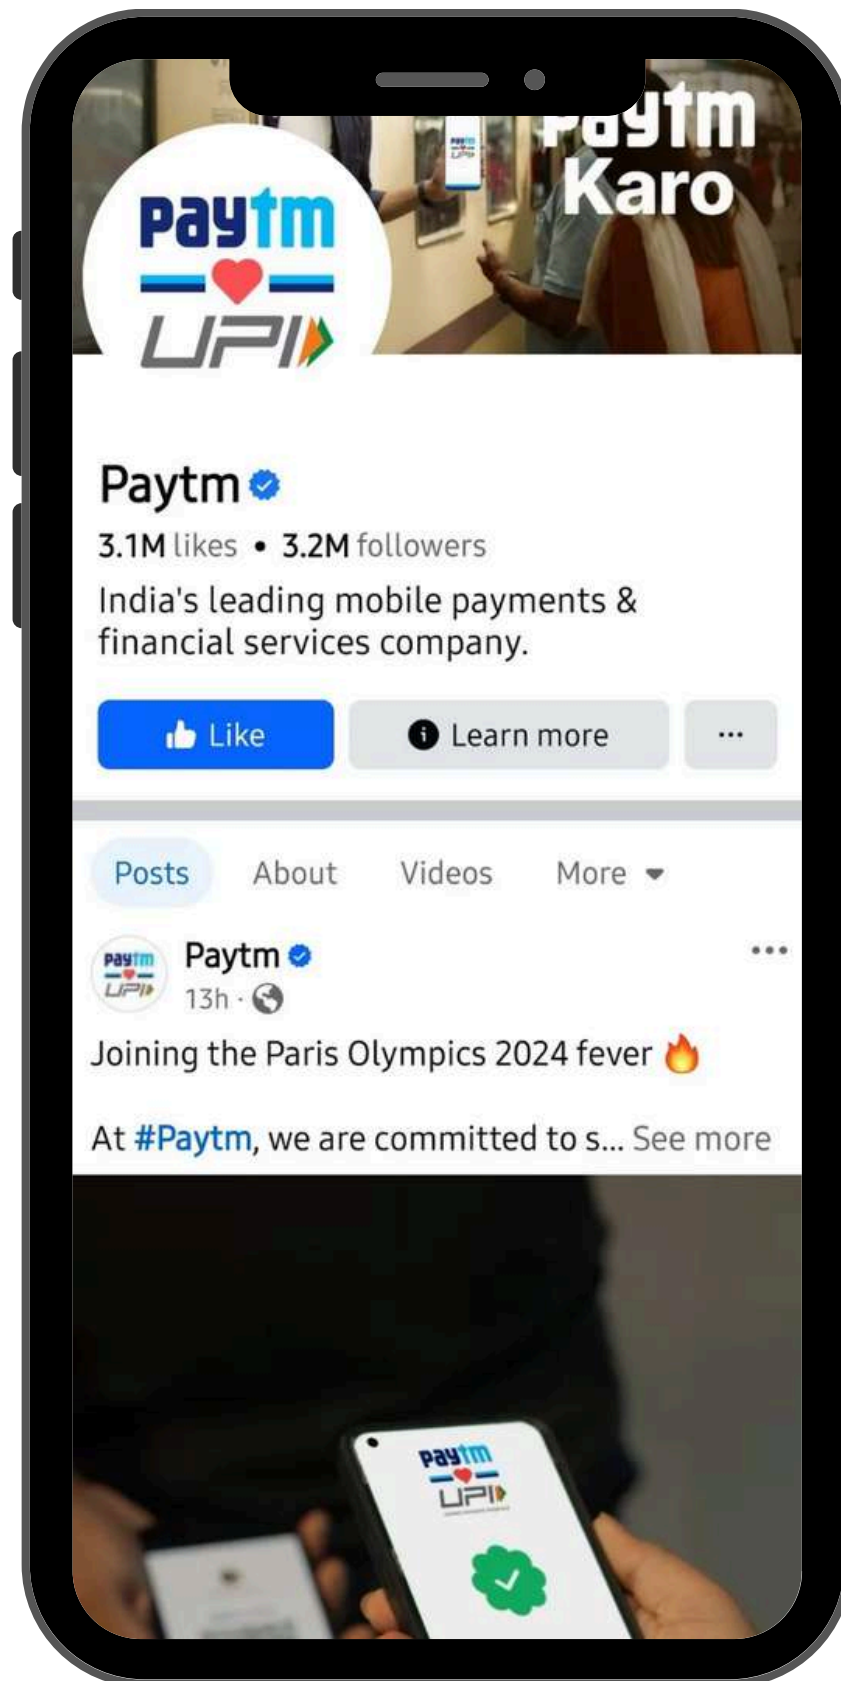 Paytm
Karo
paytm
UPI
paytm
UPI
Paytm
3.1M likes • 3.2M followers
India's leading mobile payments &
financial services company.
Like
Learn more
...
Posts
About
Videos
More
paytm
UPI
Paytm
13h ·
Joining the Paris Olympics 2024 fever 🔥
At #Paytm, we are committed to s... See more
paytm
UPI